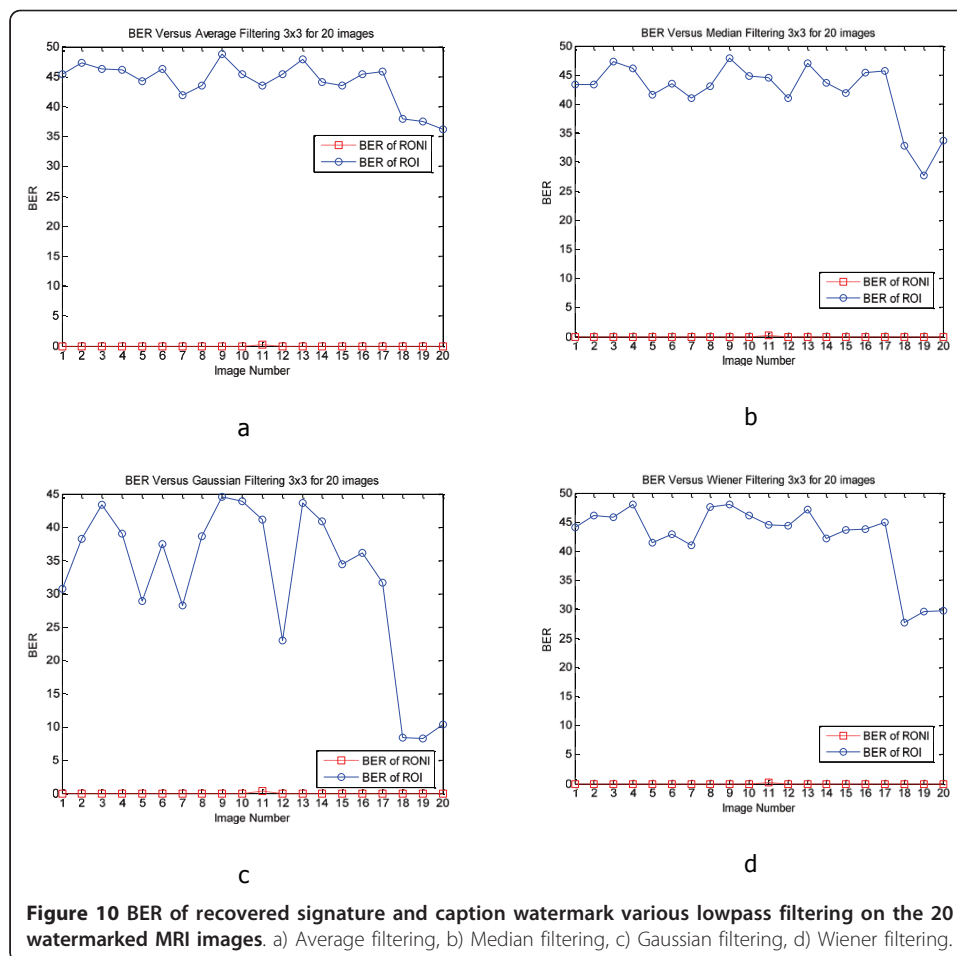 BER Versus Average Filtering 3x3 for 20 images
50
45
40
35
30
25
20
15
10
5
0
BER
BER of RONI
BER of ROI
1 2 3 4 5 6 7 8 9 10 11 12 13 14 15 16 17 18 19 20
Image Number
a
BER Versus Median Filtering 3x3 for 20 images
50
45
40
35
30
25
20
15
10
5
0
BER
BER of RONI
BER of ROI
1 2 3 4 5 6 7 8 9 10 11 12 13 14 15 16 17 18 19 20
Image Number
b
BER Versus Gaussian Filtering 3x3 for 20 images
45
40
35
30
25
20
15
10
5
0
BER
BER of RONI
BER of ROI
1 2 3 4 5 6 7 8 9 10 11 12 13 14 15 16 17 18 19 20
Image Number
c
BER Versus Wiener Filtering 3x3 for 20 images
50
45
40
35
30
25
20
15
10
5
0
BER
BER of RONI
BER of ROI
1 2 3 4 5 6 7 8 9 10 11 12 13 14 15 16 17 18 19 20
Image Number
d
Figure 10 BER of recovered signature and caption watermark various lowpass filtering on the 20
watermarked MRI images. a) Average filtering, b) Median filtering, c) Gaussian filtering, d) Wiener filtering.